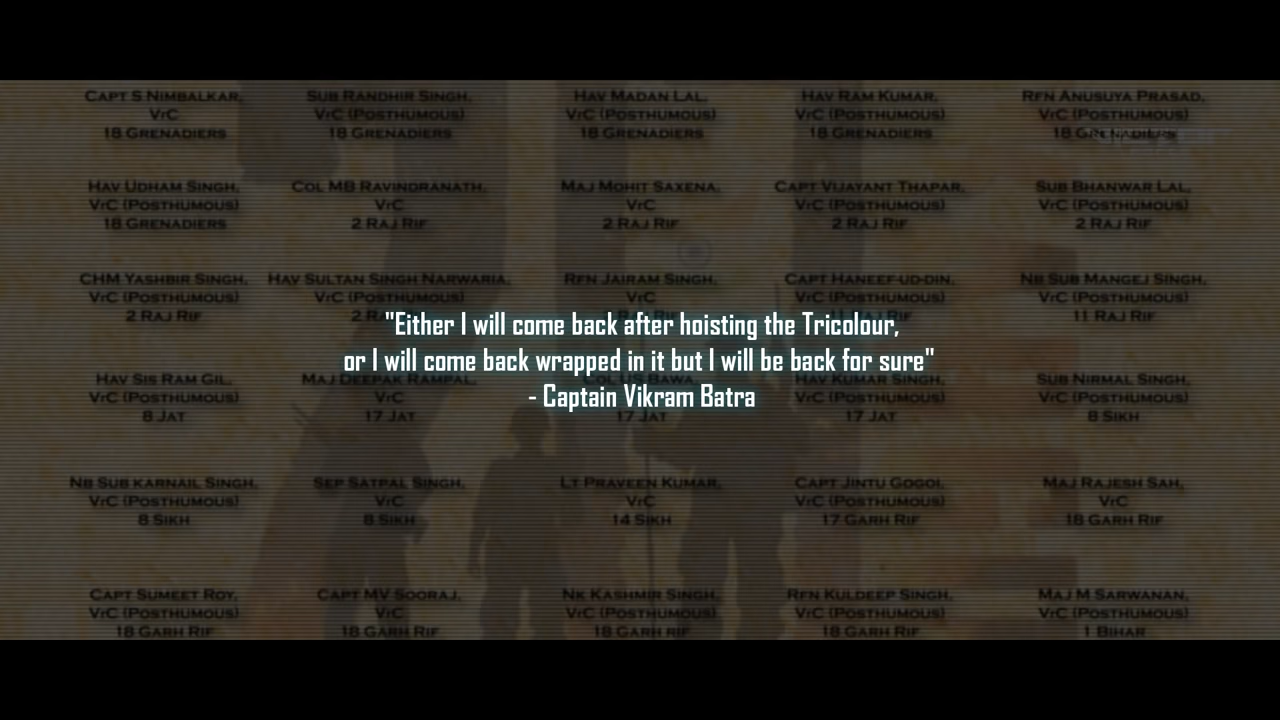 Capt S Nimbalkar,
VrC
18 Grenadiers
Sub Randhir Singh,
VrC (Posthumous)
18 Grenadiers
Hav Madan Lal,
VrC (Posthumous)
18 Grenadiers
Hav Ram Kumar,
VrC (Posthumous)
18 Grenadiers
Rfn Anusuya Prasad,
VrC (Posthumous)
18 Grenadiers
Hav Udham Singh,
VrC (Posthumous)
18 Grenadiers
Col MB Ravindranath,
VrC
2 Raj Rif
Maj Mohit Saxena,
VrC
2 Raj Rif
Capt Vijayant Thapar,
VrC (Posthumous)
2 Raj Rif
Sub Bhanwar Lal,
VrC (Posthumous)
2 Raj Rif
CHM Yashbir Singh,
VrC (Posthumous)
2 Raj Rif
Hav Sultan Singh Narwaria,
VrC (Posthumous)
Rfn Jairam Singh,
VrC
Capt Haneef-ud-din,
VrC (Posthumous)
Nb Sub Mangej Singh,
VrC (Posthumous)
11 Raj Rif
"Either I will come back after hoisting the Tricolour,
or I will come back wrapped in it but I will be back for sure"
- Captain Vikram Batra
Hav Sis Ram Gil,
VrC (Posthumous)
8 Jat
Maj Deepak Rampal,
VrC
17 Jat
Col US Bawa,
17 Jat
Hav Kumar Singh,
VrC (Posthumous)
17 Jat
Sub Nirmal Singh,
VrC (Posthumous)
8 Sikh
Nb Sub karnail Singh,
VrC (Posthumous)
8 Sikh
Sep Satpal Singh,
VrC
8 Sikh
Lt Praveen Kumar,
VrC
14 Sikh
Capt Jintu Gogoi,
VrC (Posthumous)
17 Garh Rif
Maj Rajesh Sah,
VrC
18 Garh Rif
Capt Sumeet Roy,
VrC (Posthumous)
18 Garh Rif
Capt MV Sooraj,
VrC
18 Garh Rif
Nk Kashmir Singh,
VrC (Posthumous)
18 Garh rif
Rfn Kuldeep Singh,
VrC (Posthumous)
18 Garh Rif
Maj M Sarwanan,
VrC (Posthumous)
1 Bihar